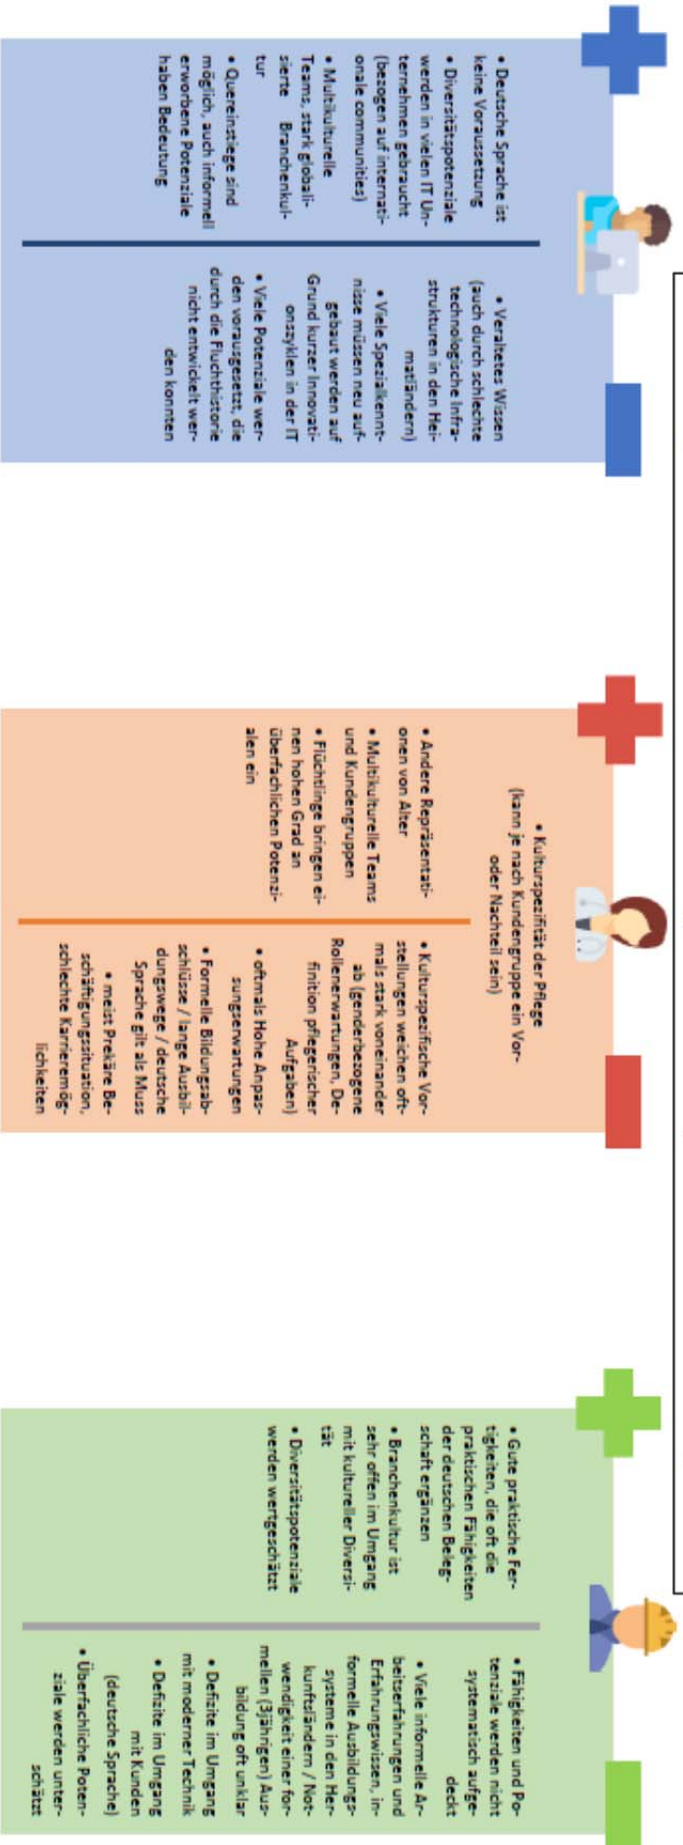 • Deutsche Sprache ist
keine Voraussetzung
• Diversitätspotenziale
werden in vielen IT Un-
ternehmen gebraucht
(bezogen auf internati-
onale communities)
• Multikulturelle
Teams, stark globali-
sierte Branchenkul-
tur
• Quereinstiege sind
möglich, auch informell
erworbene Potenziale
haben Bedeutung
• Veraltetes Wissen
(auch durch schlechte
technologische Infra-
strukturen in den Hei-
matländern)
• Viele Spezialkennt-
nisse müssen neu auf-
gebaut werden auf
Grund kurzer Innovati-
onszyklen in der IT
• Viele Potenziale wer-
den vorausgesetzt, die
durch die Fluchthistorie
nicht entwickelt wer-
den konnten
• Kulturspezifität der Pflege
(kann je nach Kundengruppe ein Vor-
oder Nachteil sein)
• Andere Repräsentati-
onen von Alter
• Multikulturelle Teams
und Kundengruppen
• Flüchtlinge bringen ei-
nen hohen Grad an
überfachlichen Potenzi-
alen ein
• Kulturspezifische Vor-
stellungen weichen oft-
mals stark voneinander
ab (genderbezogene
Rollenerwartungen, De-
finition pflegerischer
Aufgaben)
• oftmals Hohe Anpas-
sungserwartungen
• Formelle Bildungsab-
schlüsse / lange Ausbil-
dungswege / deutsche
Sprache gilt als Muss
• meist Prekäre Be-
schäftigungssituation,
schlechte Karrieremög-
lichkeiten
• Gute praktische Fer-
tigkeiten, die oft die
praktischen Fähigkeiten
der deutschen Beleg-
schaft ergänzen
• Branchenkultur ist
sehr offen im Umgang
mit kultureller Diversi-
tät
• Diversitätspotenziale
werden wertgeschätzt
• Fähigkeiten und Po-
tenziale werden nicht
systematisch aufge-
deckt
• Viele informelle Ar-
beitserfahrungen und
Erfahrungswissen, in-
formelle Ausbildungs-
systeme in den Her-
kunftsländern / Not-
wendigkeit einer for-
mellen (3jährigen) Aus-
bildung oft unklar
• Defizite im Umgang
mit moderner Technik
• Defizite im Umgang
mit Kunden
(deutsche Sprache)
• Überfachliche Poten-
ziale werden unter-
schätzt